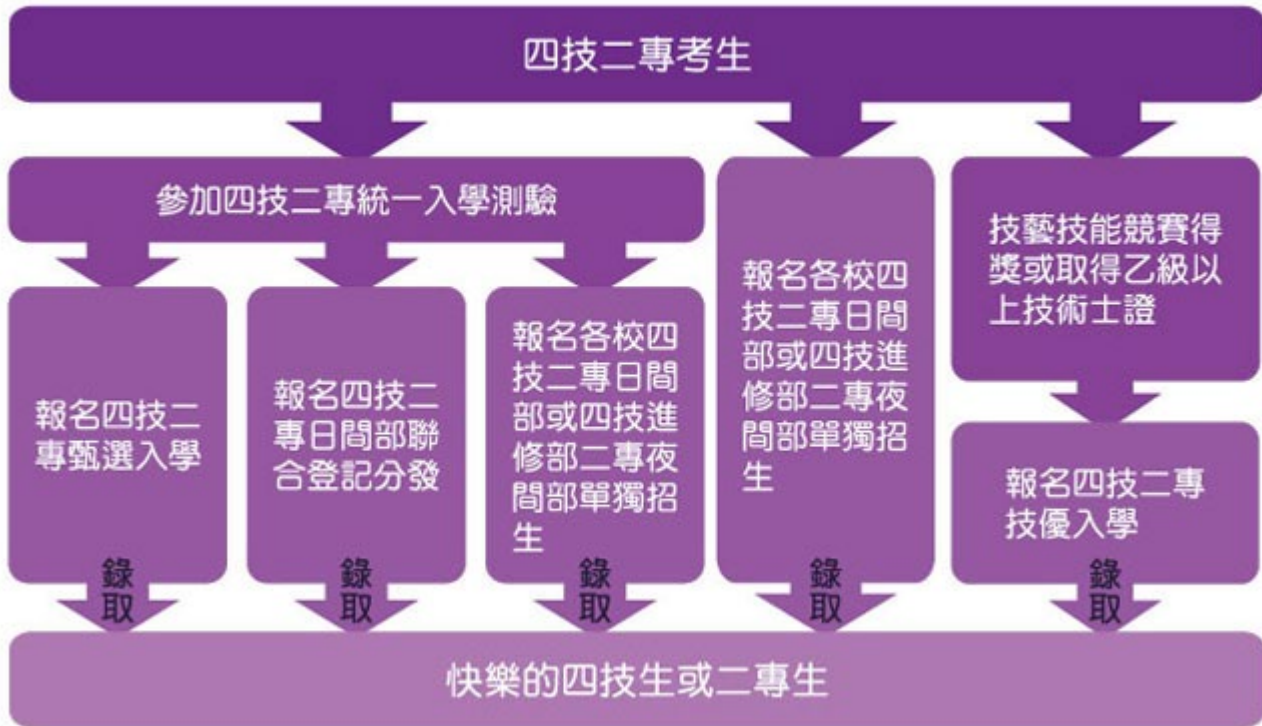 四技二專考生
參加四技二專統一入學測驗
報名四技二
專甄選入學
報名四技二
專日間部聯
合登記分發
報名各校四
技二專日間
部或四技進
修部二專夜
間部單獨招
生
報名各校四
技二專日間
部或四技進
修部二專夜
間部單獨招
生
技藝技能競賽得
獎或取得乙級以
上技術士證
報名四技二專
技優入學
錄
取
錄
取
錄
取
錄
取
錄
取
快樂的四技生或二專生